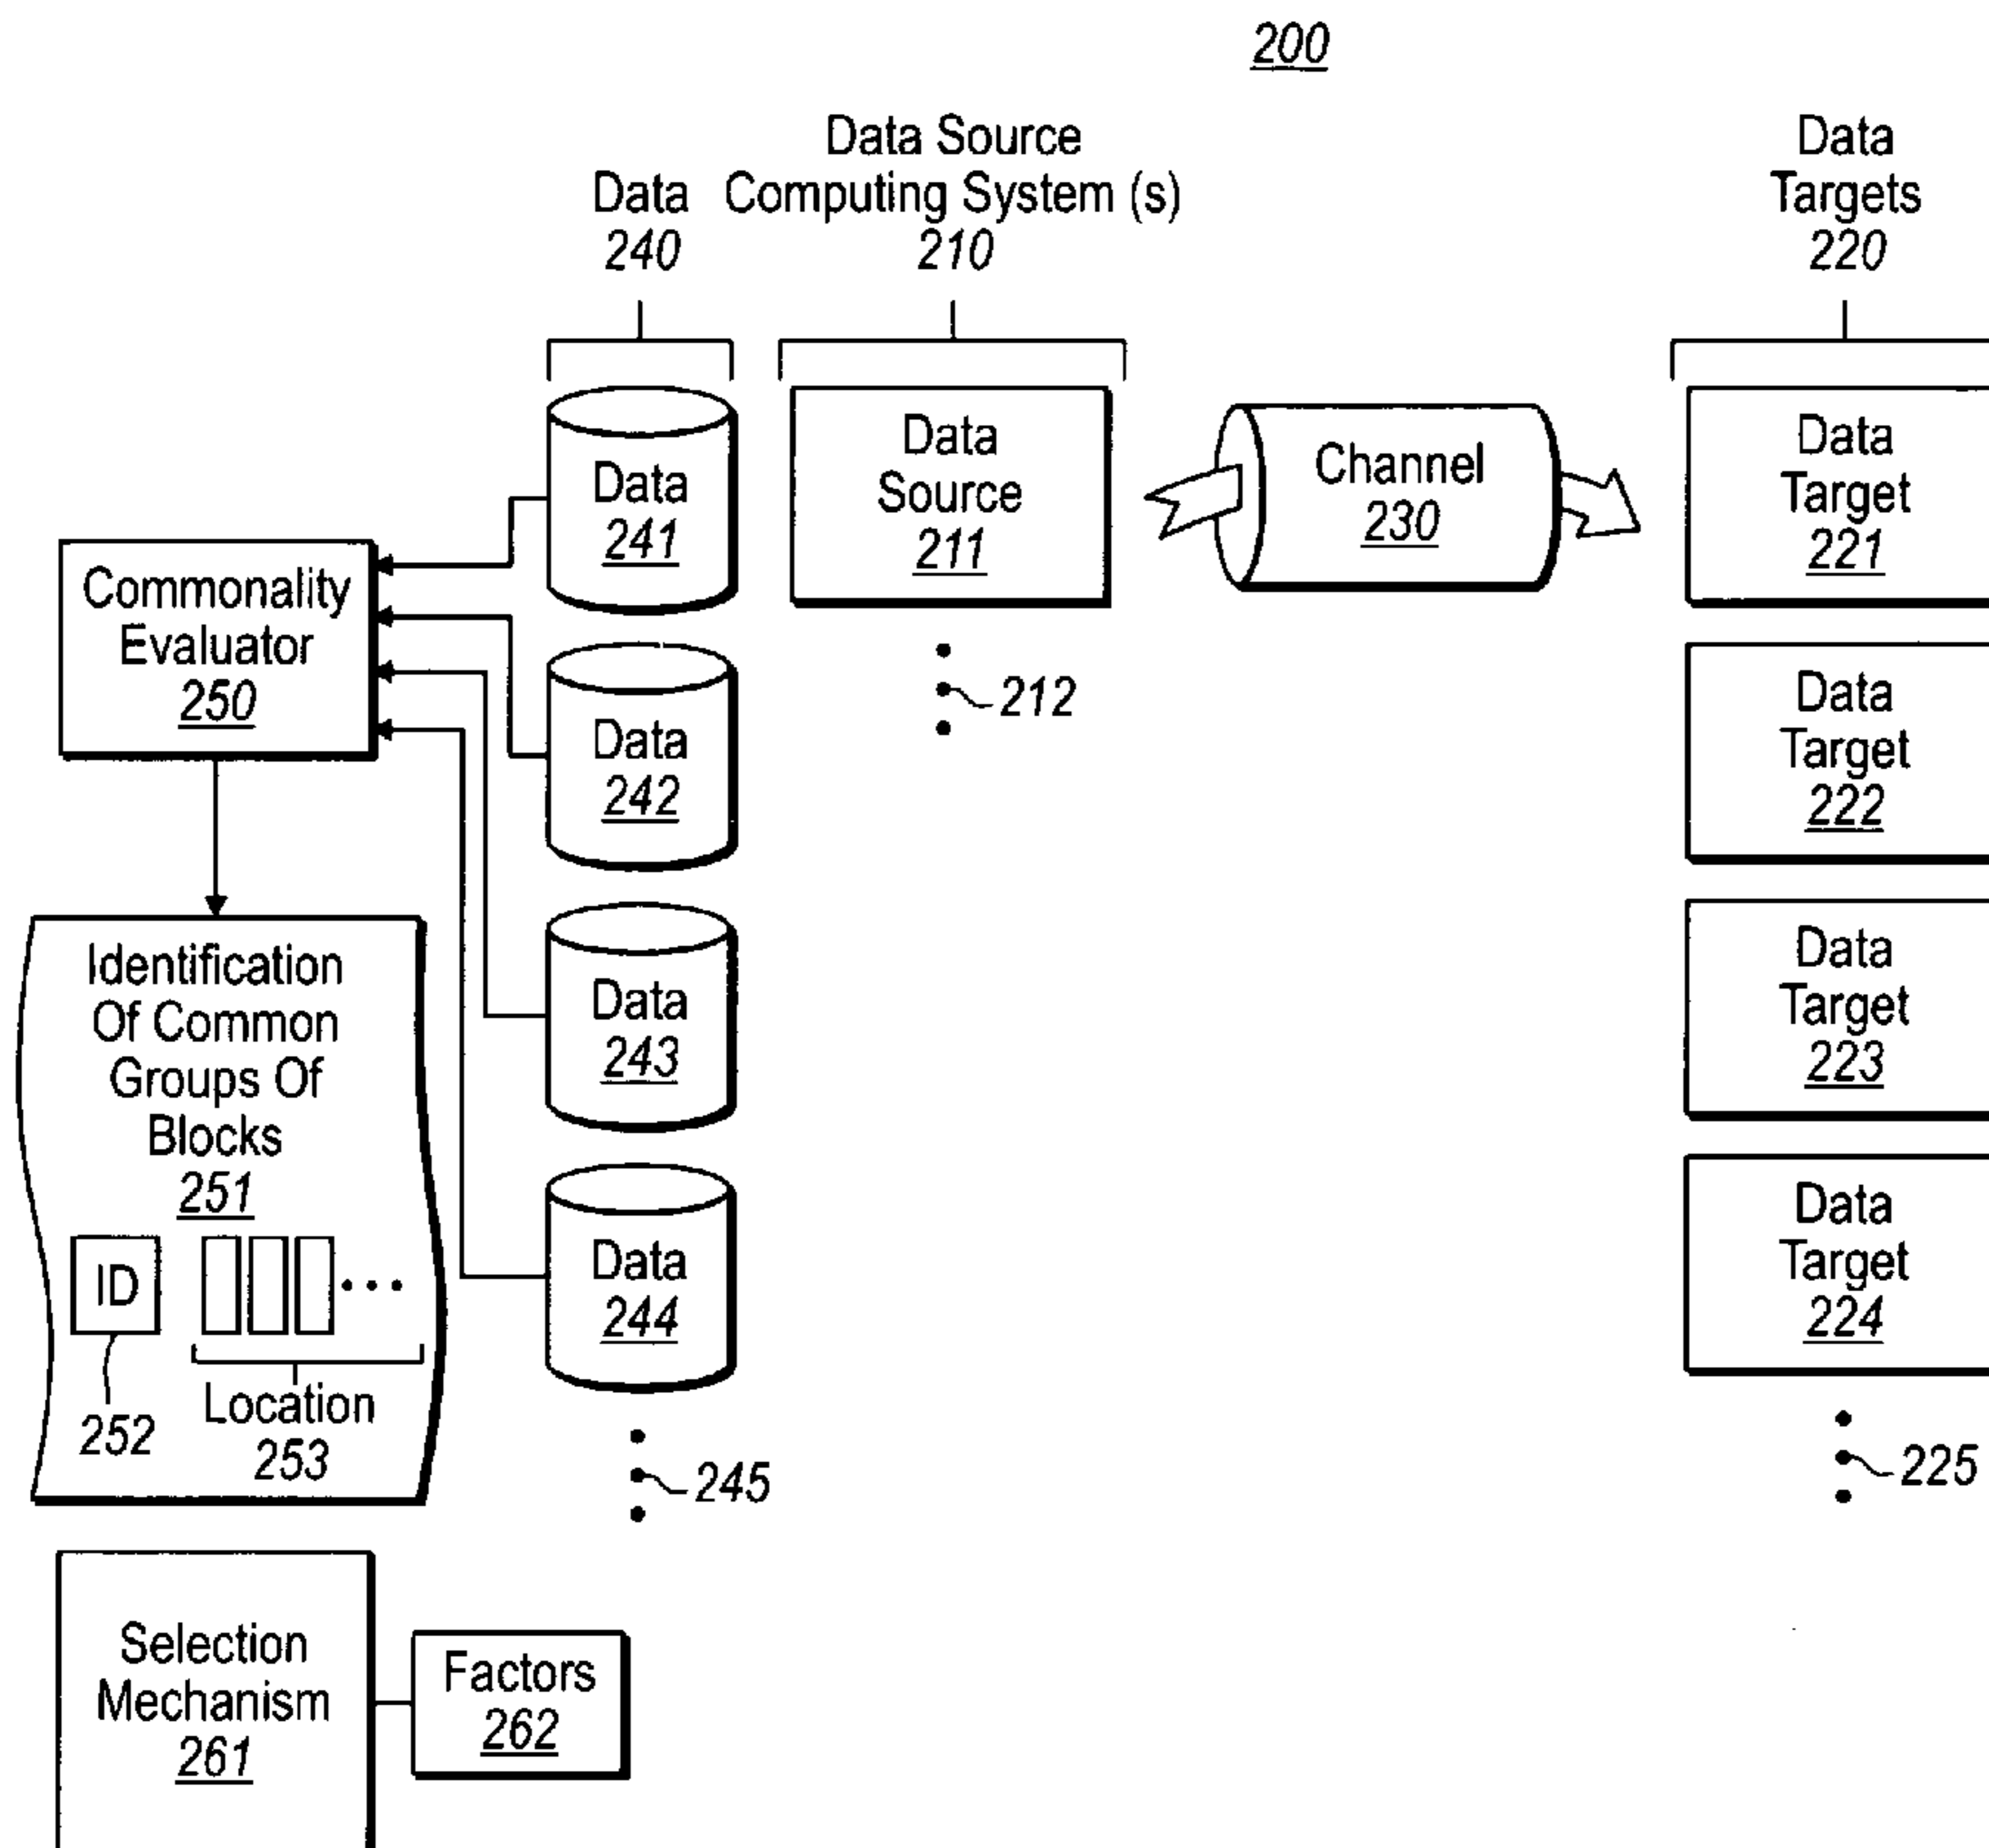 200
Data
240
Data Source
Computing System (s)
210
Data
Targets
220
Data
241
Data
Source
211
Channel
230
Data
Target
221
Commonality
Evaluator
250
212
Data
242
Data
Target
222
Identification
Of Common
Groups Of
Blocks
251
ID
252
Location
253
Data
243
Data
Target
223
Data
244
Data
Target
224
245
225
Selection
Mechanism
261
Factors
262